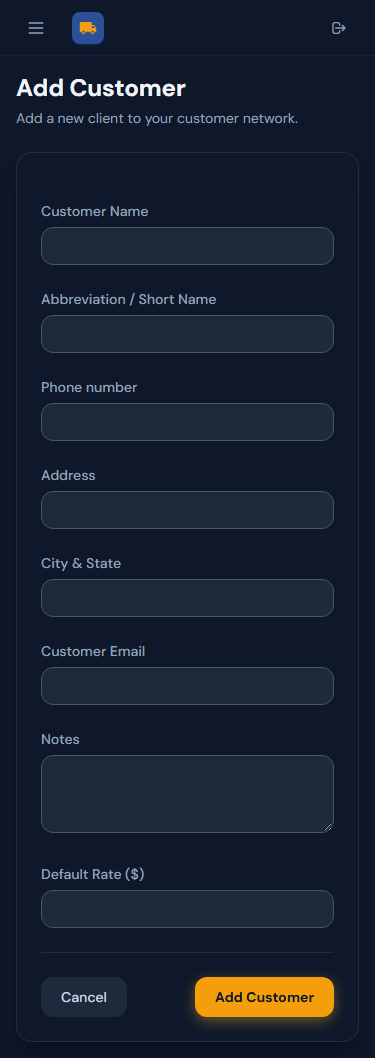 Add Customer
Add a new client to your customer network.
Customer Name
Abbreviation / Short Name
Phone number
Address
City & State
Customer Email
Notes
Default Rate ($)
Cancel
Add Customer